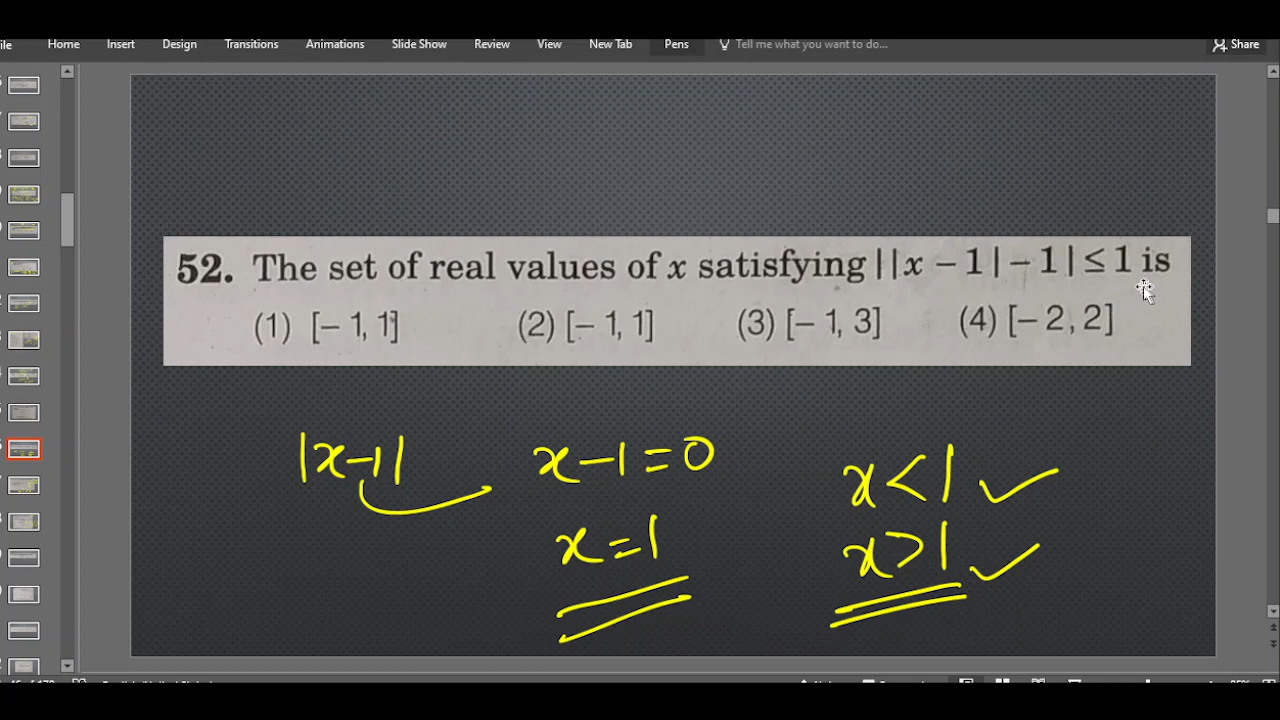 File Home Insert Design Transitions Animations Slide Show Review View New Tab Pens Tell me what you want to do... Share
52. The set of real values of x satisfying ||x − 1| − 1| ≤ 1 is
(1) [− 1, 1] (2) [− 1, 1] (3) [− 1, 3] (4) [− 2, 2]
|x−1| x−1=0 x<1
x=1 x>1